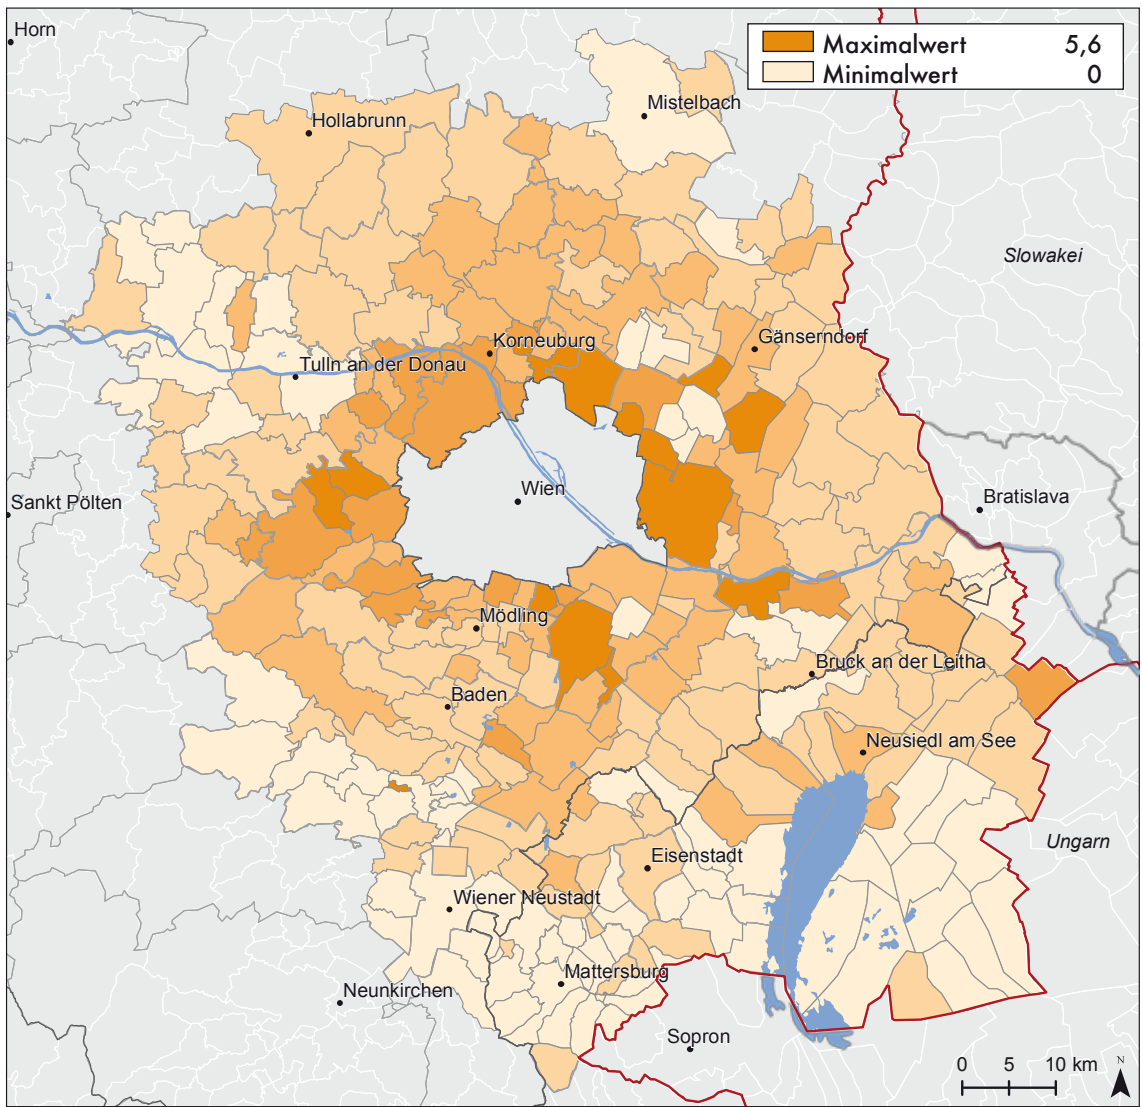 Horn
Maximalwert 5,6
Minimalwert 0
Mistelbach
Hollabrunn
Slowakei
Korneuburg
Gänserndorf
Tulln an der Donau
Wien
Bratislava
Sankt Pölten
Mödling
Bruck an der Leitha
Baden
Neusiedl am See
Ungarn
Eisenstadt
Wiener Neustadt
Mattersburg
Neunkirchen
Sopron
0 5 10 km
N